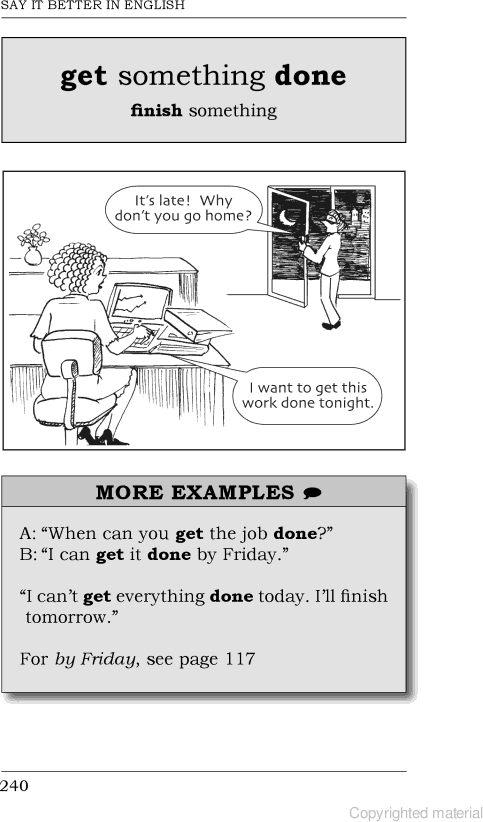 SAY IT BETTER IN ENGLISH
get something done
finish something
It's late! Why
don't you go home?
I want to get this
work done tonight.
MORE EXAMPLES
A: “When can you get the job done?”
B: “I can get it done by Friday.”
“I can't get everything done today. I'll finish
tomorrow.”
For by Friday, see page 117
240
Copyrighted material